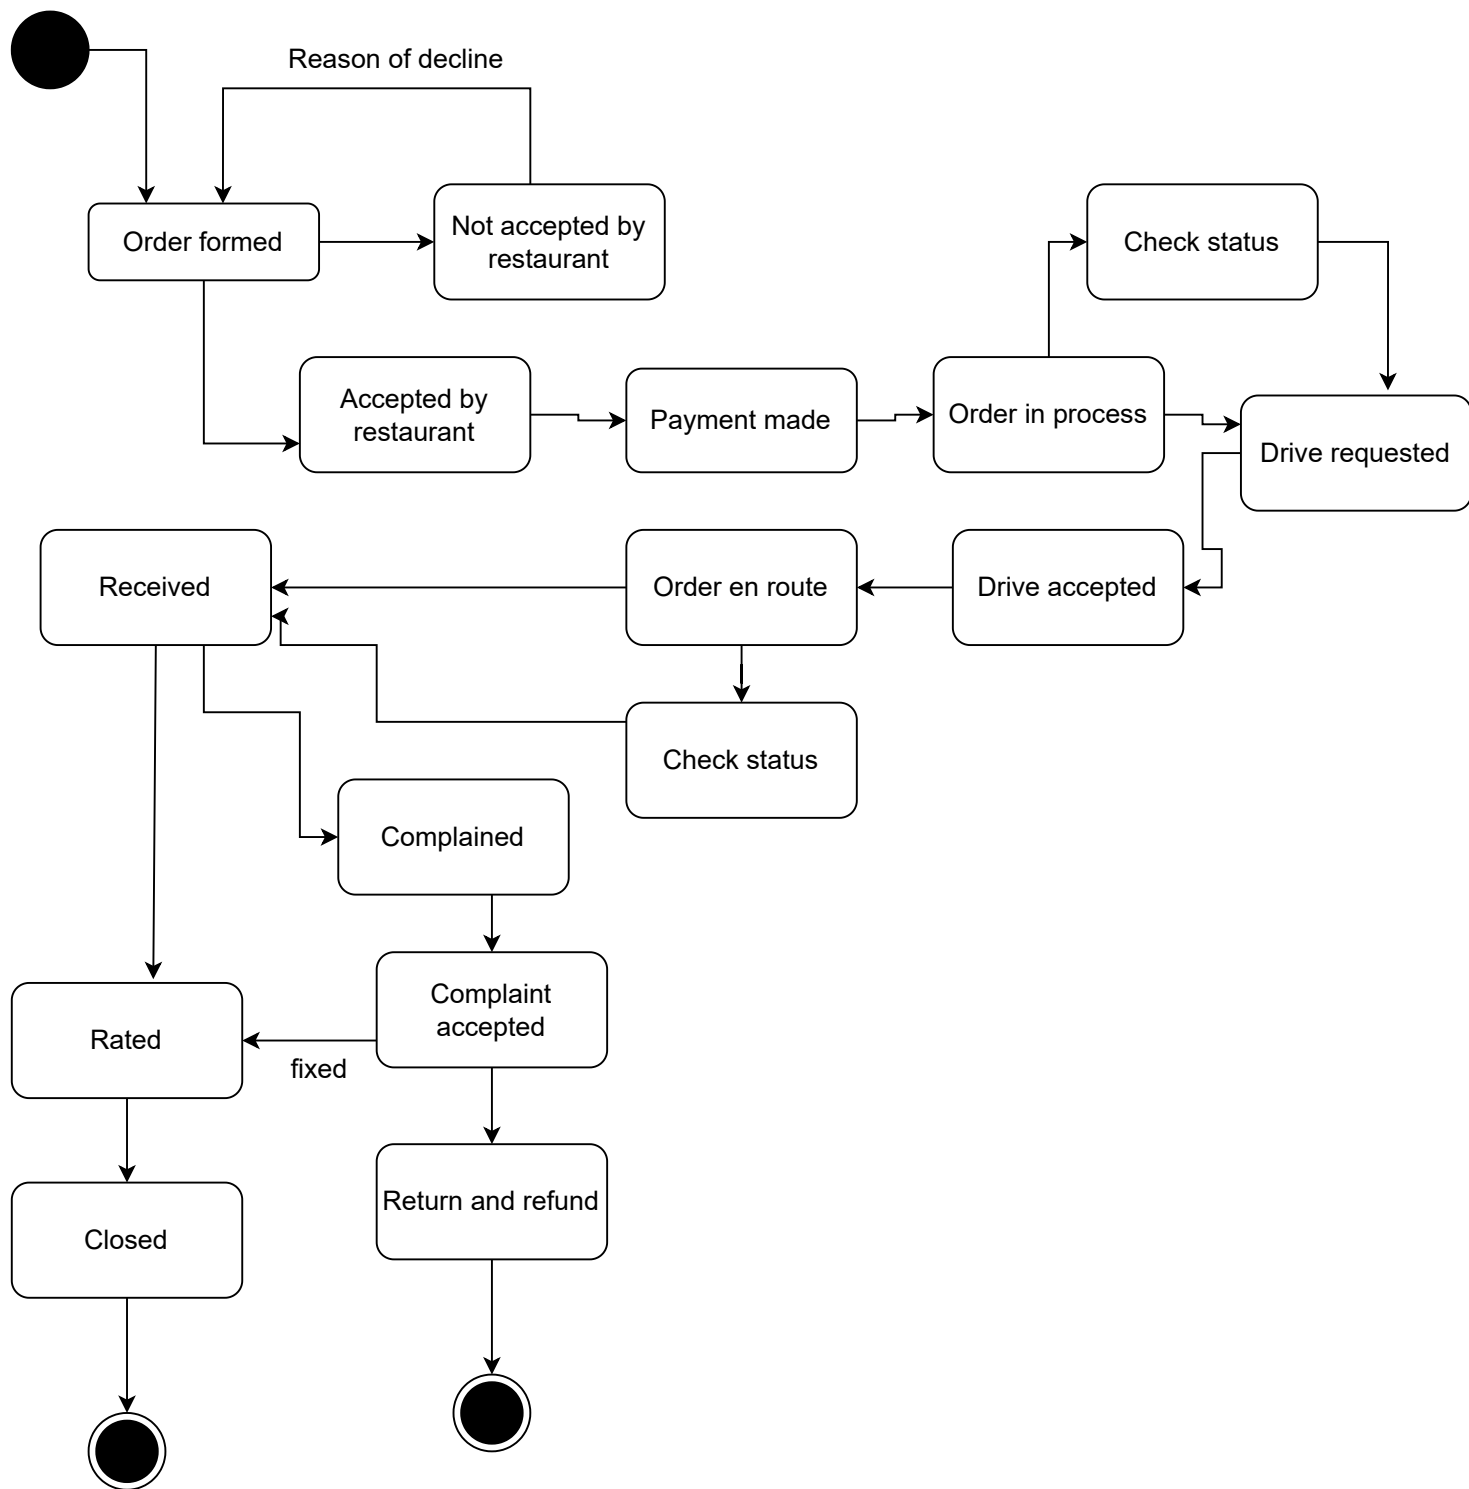 Reason of decline
Order formed
Not accepted by
restaurant
Check status
Accepted by
restaurant
Payment made
Order in process
Drive requested
Received
Order en route
Drive accepted
Check status
Complained
Complaint
accepted
Rated
fixed
Return and refund
Closed